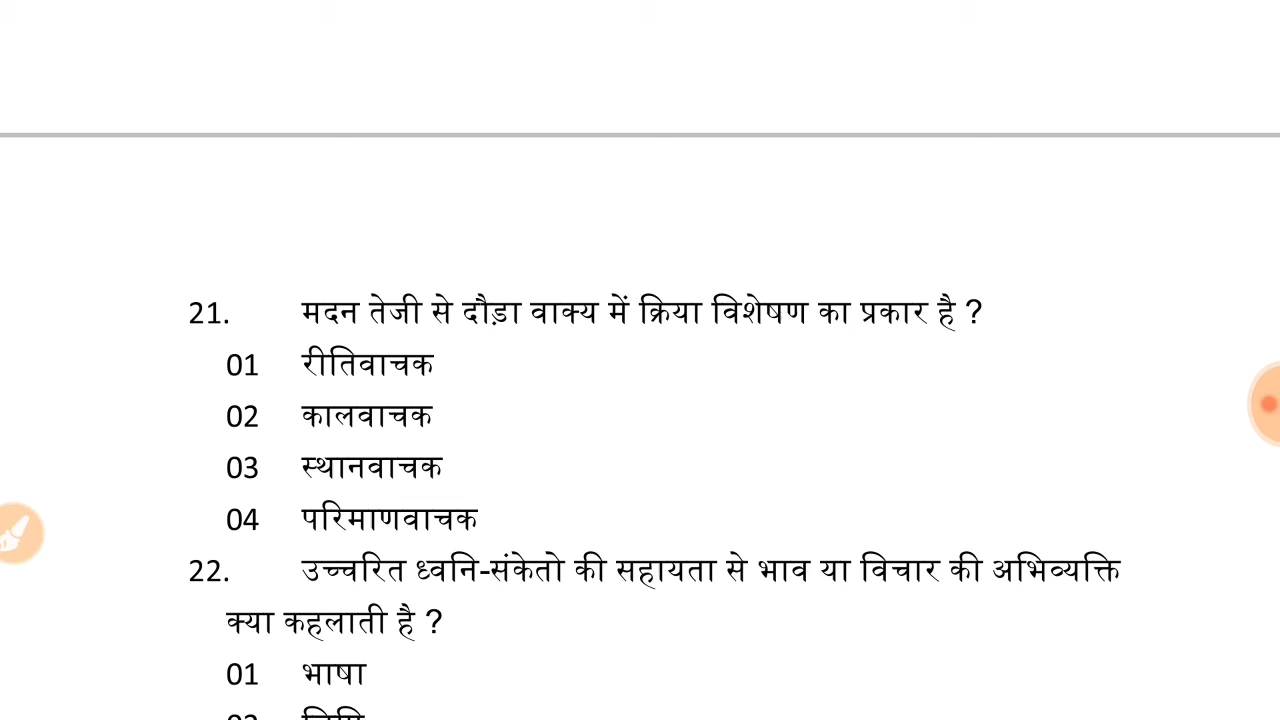 21. मदन तेजी से दौड़ा वाक्य में क्रिया विशेषण का प्रकार है ?
01 रीतिवाचक
02 कालवाचक
03 स्थानवाचक
04 परिमाणवाचक
22. उच्चरित ध्वनि-संकेतो की सहायता से भाव या विचार की अभिव्यक्ति
क्या कहलाती है ?
01 भाषा